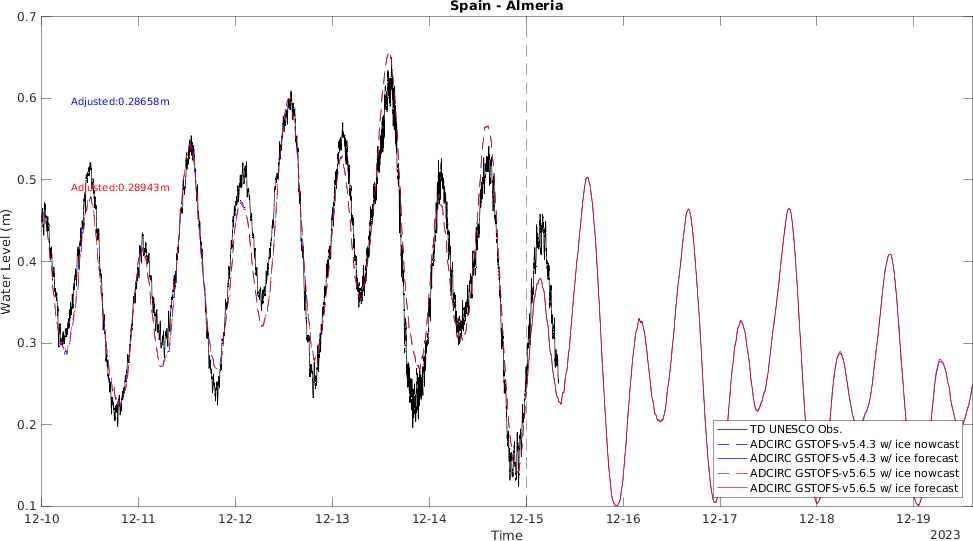 Spain - Almeria
0.7
0.6
0.5
0.4
0.3
0.2
0.1
Water Level (m)
Adjusted:0.28658m
Adjusted:0.28943m
TD UNESCO Obs.
ADCIRC GSTOFS-v5.4.3 w/ ice nowcast
ADCIRC GSTOFS-v5.4.3 w/ ice forecast
ADCIRC GSTOFS-v5.6.5 w/ ice nowcast
ADCIRC GSTOFS-v5.6.5 w/ ice forecast
12-10 12-11 12-12 12-13 12-14 12-15 12-16 12-17 12-18 12-19
Time
2023